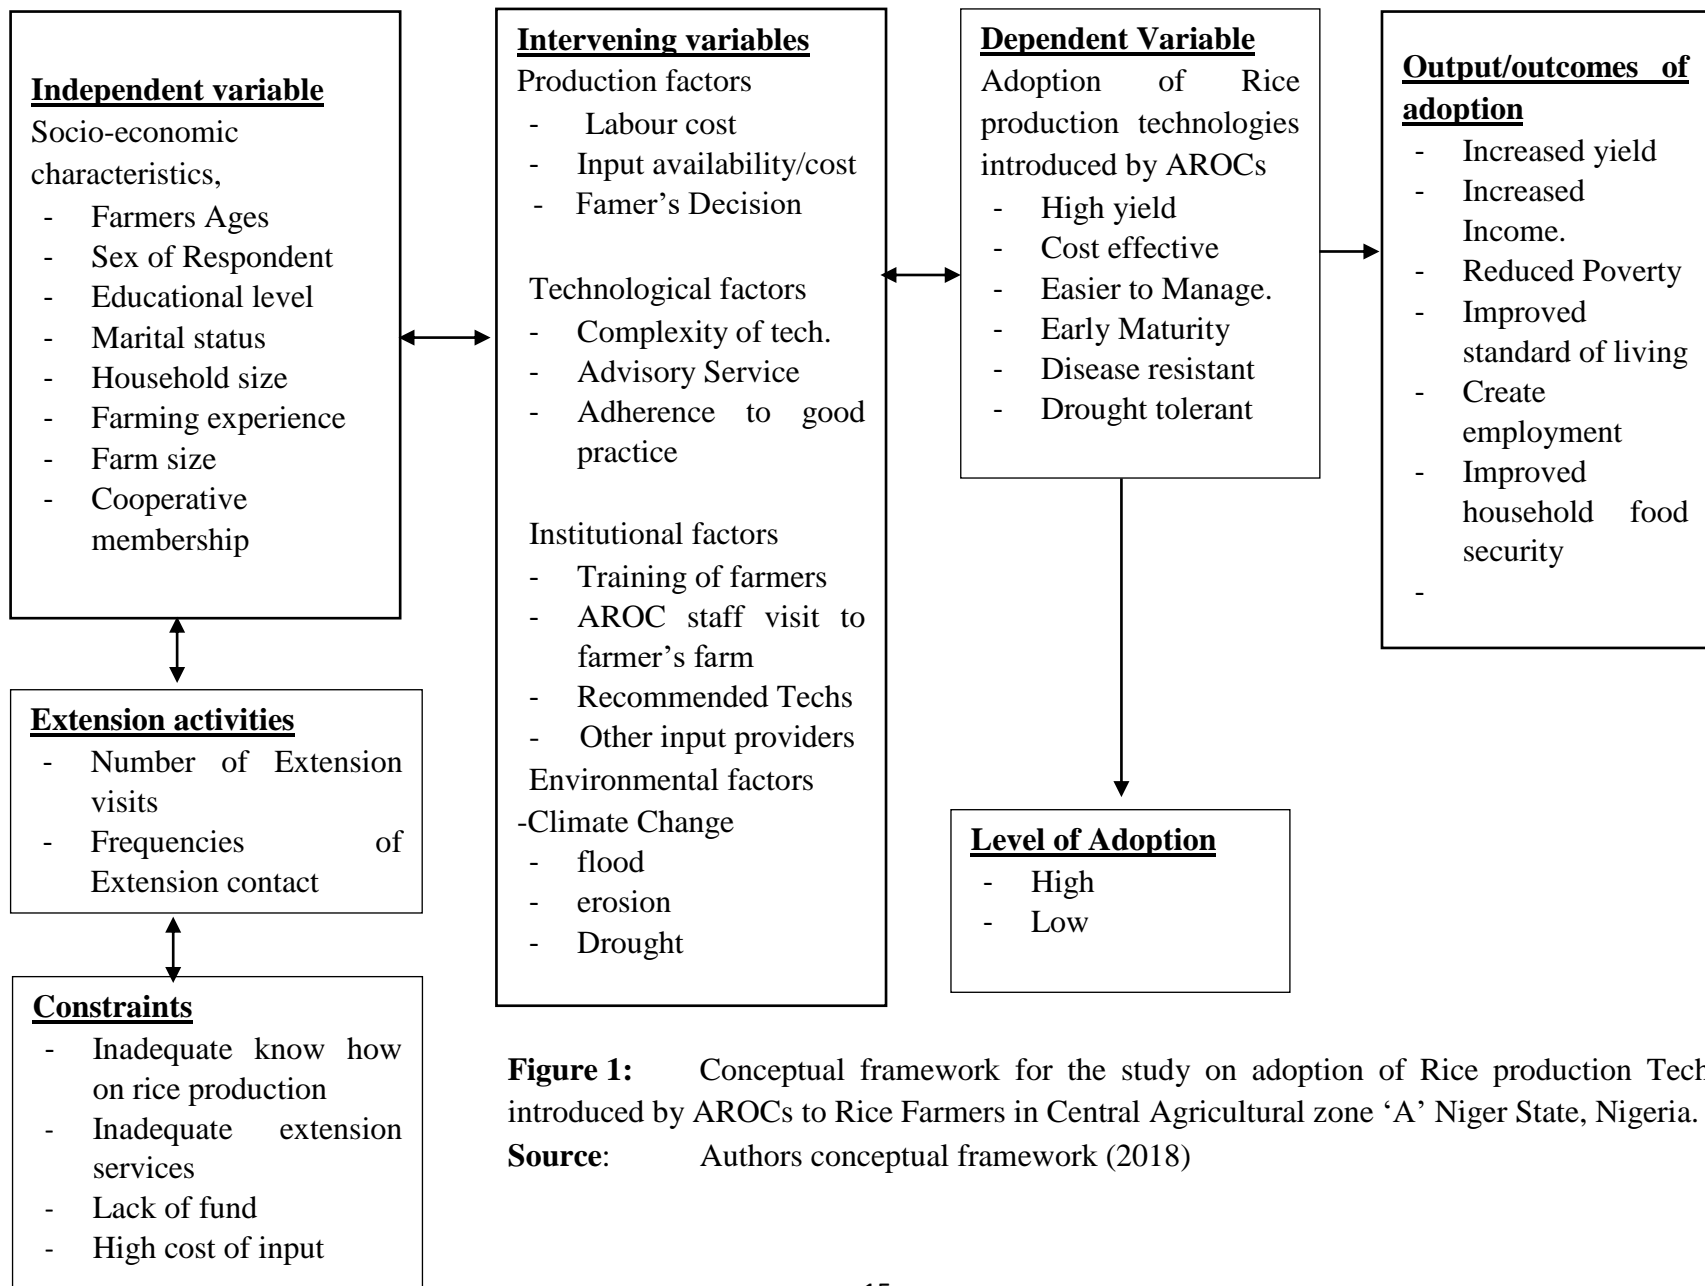 Independent variable
Socio-economic
characteristics,
- Farmers Ages
- Sex of Respondent
- Educational level
- Marital status
- Household size
- Farming experience
- Farm size
- Cooperative
membership
Extension activities
- Number of Extension
visits
- Frequencies of
Extension contact
Constraints
- Inadequate know how
on rice production
- Inadequate extension
services
- Lack of fund
- High cost of input
Intervening variables
Production factors
- Labour cost
- Input availability/cost
- Famer’s Decision
Technological factors
- Complexity of tech.
- Advisory Service
- Adherence to good
practice
Institutional factors
- Training of farmers
- AROC staff visit to
farmer’s farm
- Recommended Techs
- Other input providers
Environmental factors
-Climate Change
- flood
- erosion
- Drought
Dependent Variable
Adoption of Rice
production technologies
introduced by AROCs
- High yield
- Cost effective
- Easier to Manage.
- Early Maturity
- Disease resistant
- Drought tolerant
Level of Adoption
- High
- Low
Output/outcomes of
adoption
- Increased yield
- Increased
Income.
- Reduced Poverty
- Improved
standard of living
- Create
employment
- Improved
household food
security
-
Figure 1: Conceptual framework for the study on adoption of Rice production Tech
introduced by AROCs to Rice Farmers in Central Agricultural zone ‘A’ Niger State, Nigeria.
Source: Authors conceptual framework (2018)